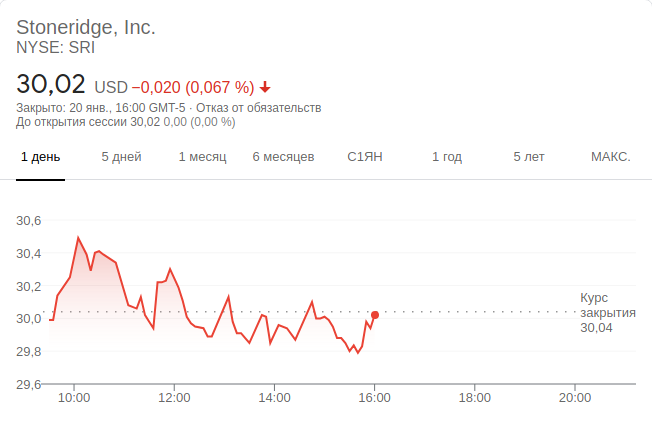 Stoneridge, Inc.
NYSE: SRI
30,02 USD −0,020 (0,067 %)
Закрыто: 20 янв., 16:00 GMT-5 · Отказ от обязательств
До открытия сессии 30,02 0,00 (0,00 %)
1 день 5 дней 1 месяц 6 месяцев С1ЯН 1 год 5 лет МАКС.
30,6
30,4
30,2
Курс
30,0 закрытия
30,04
29,8
29,6
10:00 12:00 14:00 16:00 18:00 20:00